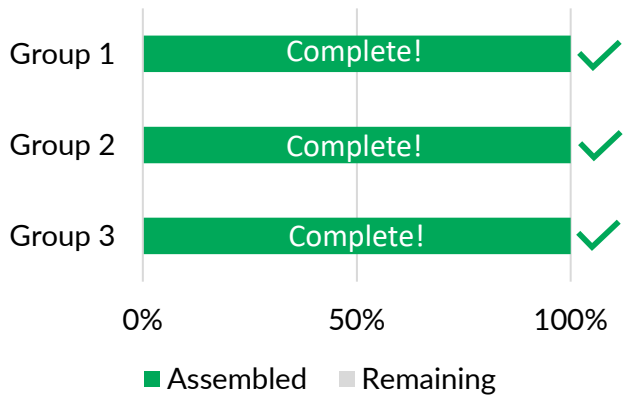 Group 1 Complete!
Group 2 Complete!
Group 3 Complete!
0% 50% 100%
Assembled Remaining